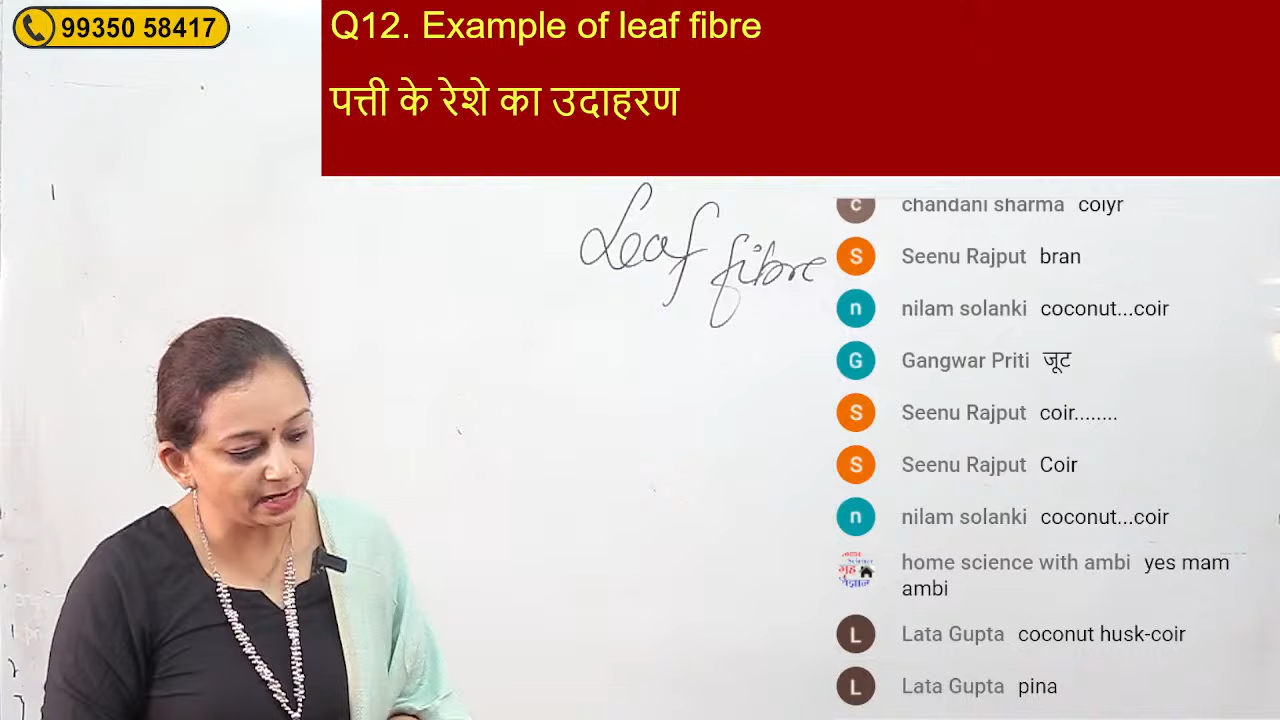 99350 58417
Q12. Example of leaf fibre
पत्ती के रेशे का उदाहरण
Leaf fibre
chandani sharma coiyr
Seenu Rajput bran
nilam solanki coconut...coir
Gangwar Priti जूट
Seenu Rajput coir........
Seenu Rajput Coir
nilam solanki coconut...coir
home science with ambi yes mam
ambi
Lata Gupta coconut husk-coir
Lata Gupta pina